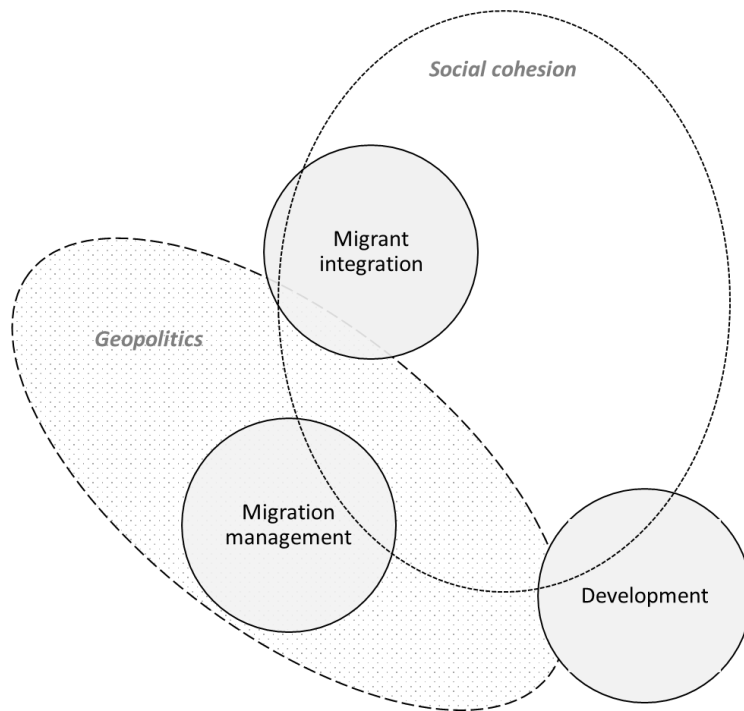 Social cohesion
Migrant
integration
Geopolitics
Migration
management
Development